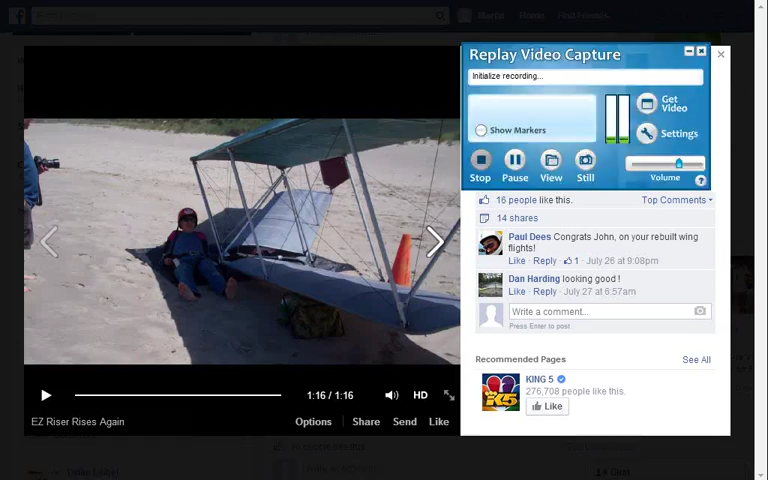 Home
Find Friends
Replay Video Capture
Initialize recording...
Show Markers
Get Video
Settings
Stop
Pause
View
Still
Volume
?
16 people like this.
Top Comments
14 shares
Paul Dees Congrats John, on your rebuilt wing
flights!
Like · Reply · 1 · July 26 at 9:08pm
Dan Harding looking good !
Like · Reply · July 27 at 6:57am
Write a comment...
Press Enter to post.
Recommended Pages
See All
KING 5
276,708 people like this.
Like
1:16 / 1:16
HD
EZ Riser Rises Again
Options
Share
Send
Like